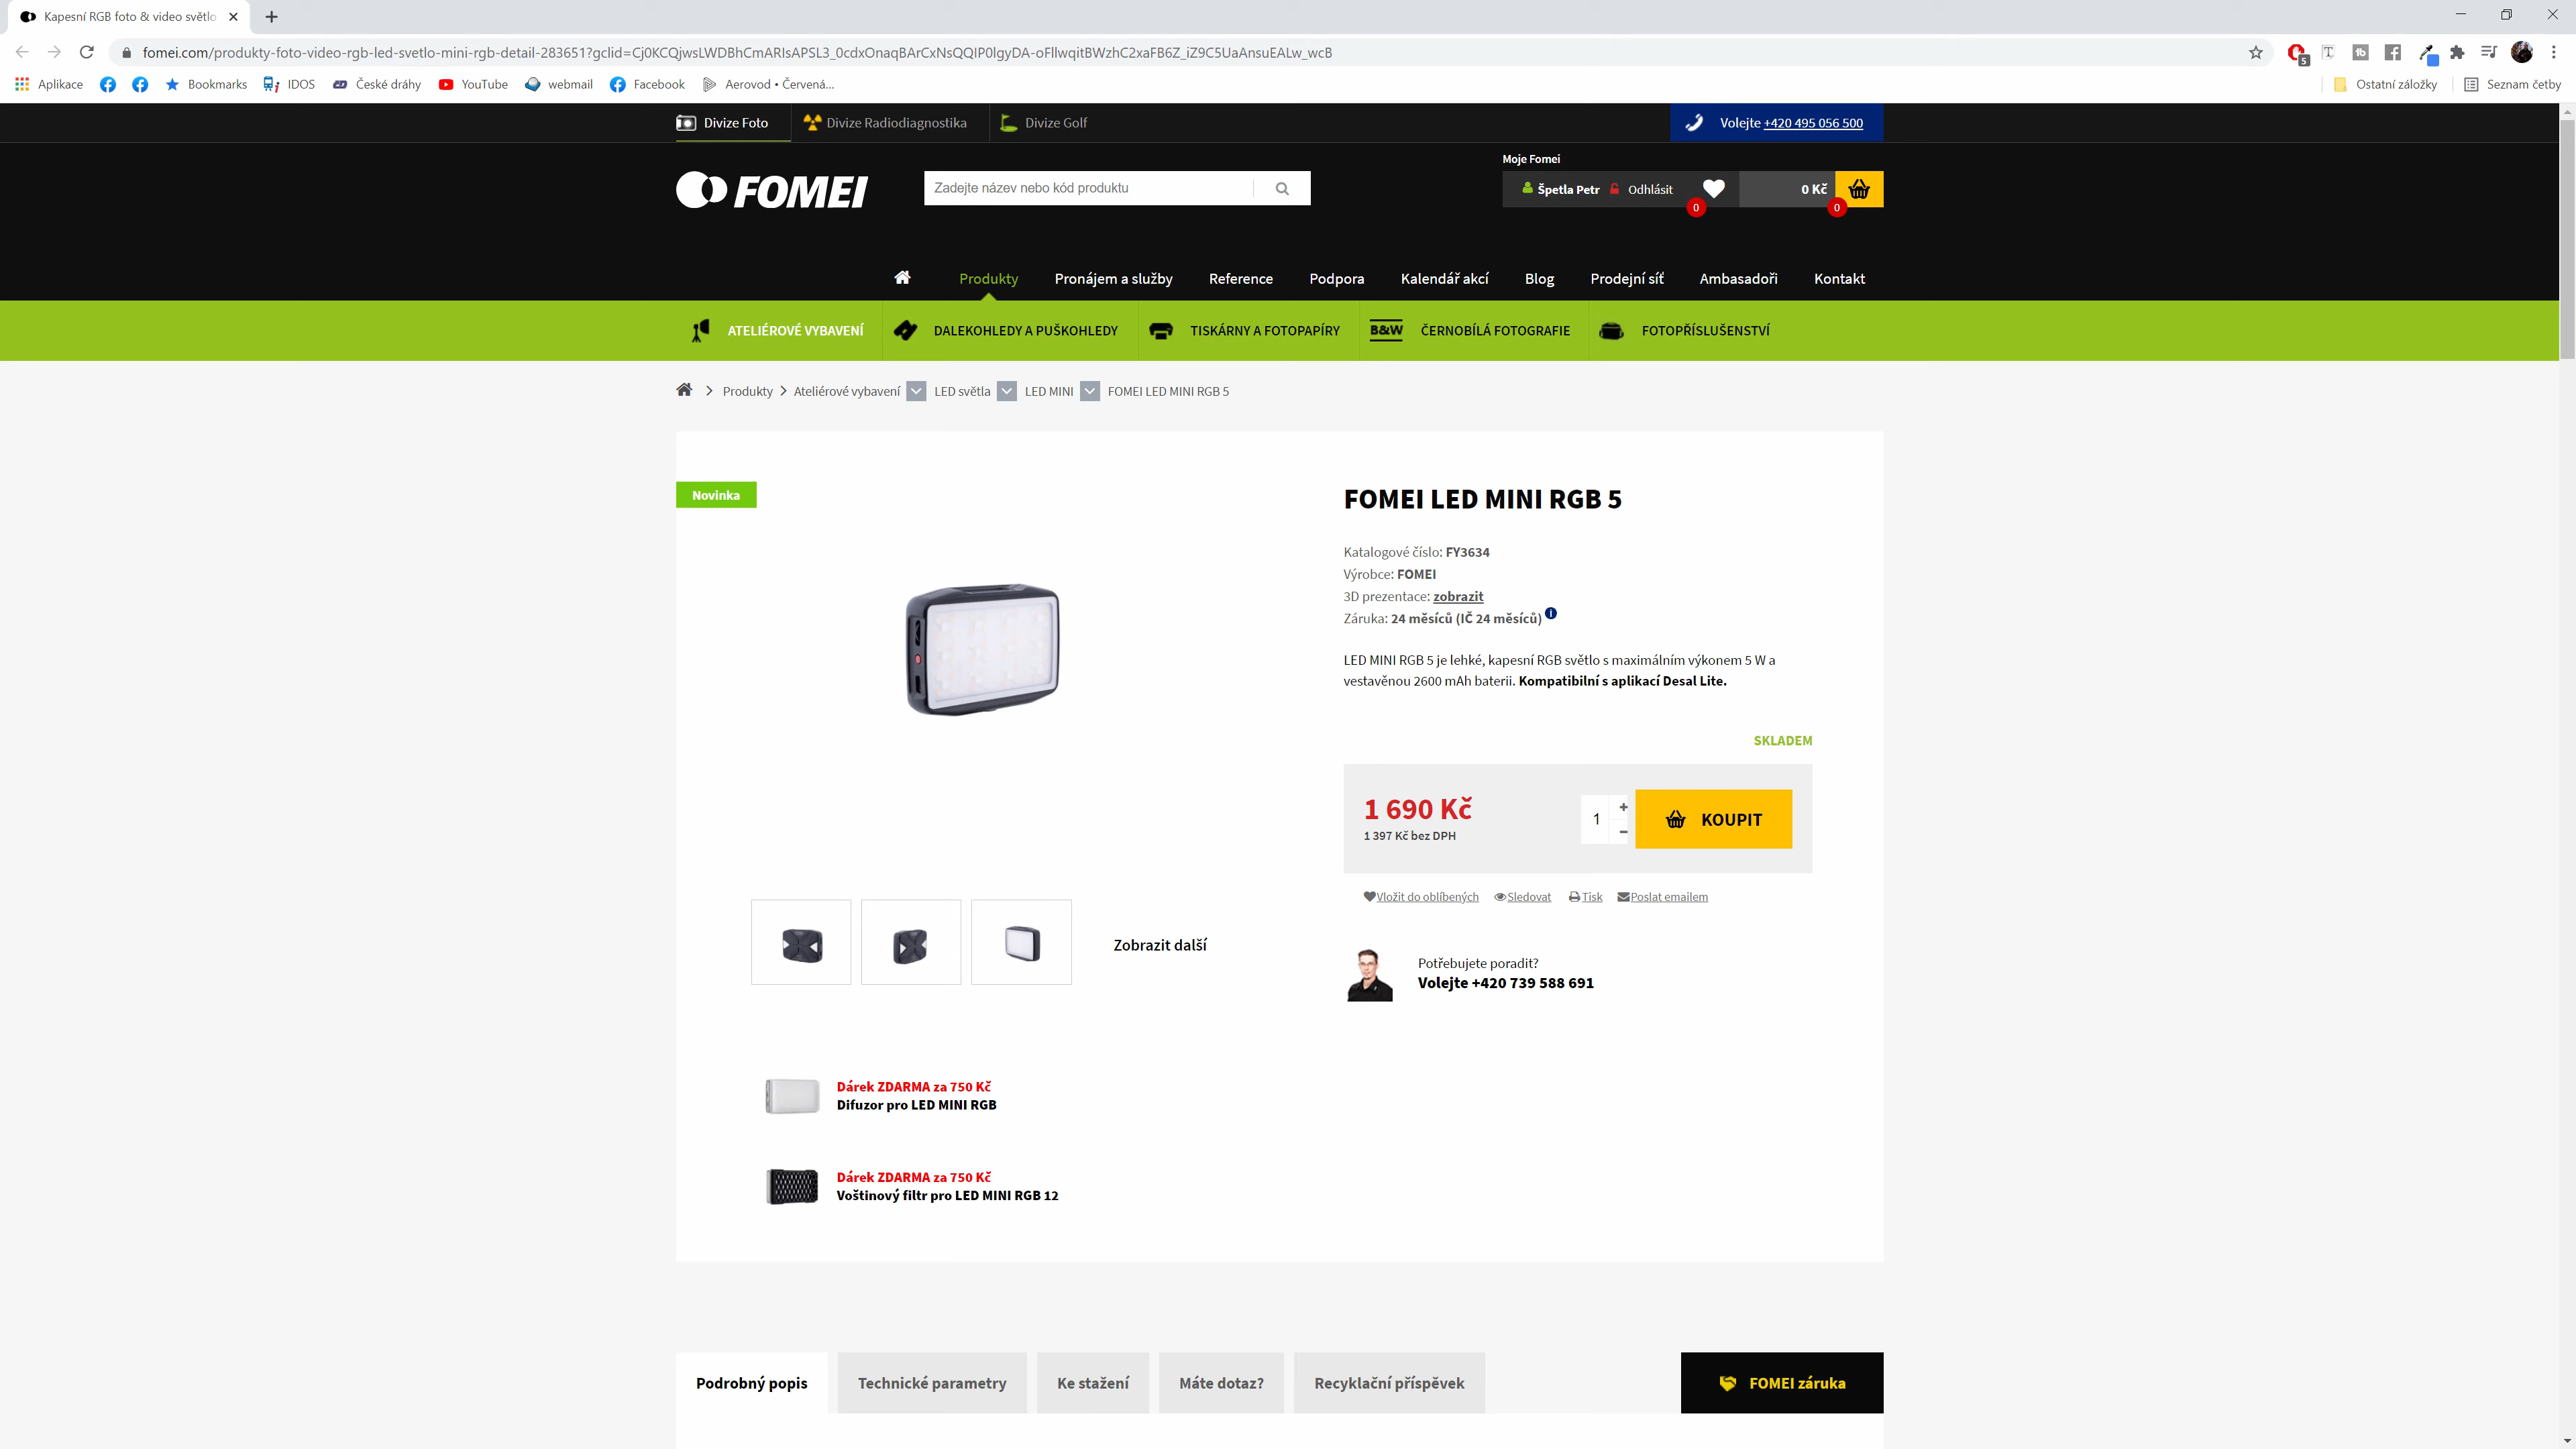 Kapesní RGB foto & video světlo
fomei.com/produkty-foto-video-rgb-led-svetlo-mini-rgb-detail-283651?gclid=Cj0KCQjwsLWDBhCmARIsAPSL3_0cdxOnaqBArCxNsQQIP0lgyDA-oFllwqitBWzhC2xaFB6Z_iZ9C5UaAnsuEALw_wcB
5
Aplikace
Bookmarks
IDOS
České dráhy
YouTube
webmail
Facebook
Aerovod • Červená...
Ostatní záložky
Seznam četby
Divize Foto
Divize Radiodiagnostika
Divize Golf
Volejte +420 495 056 500
FOMEI
Zadejte název nebo kód produktu
Moje Fomei
Špetla Petr
Odhlásit
0
0 Kč
0
Produkty
Pronájem a služby
Reference
Podpora
Kalendář akcí
Blog
Prodejní síť
Ambasadoři
Kontakt
ATELIÉROVÉ VYBAVENÍ
DALEKOHLEDY A PUŠKOHLEDY
TISKÁRNY A FOTOPAPÍRY
B&W
ČERNOBÍLÁ FOTOGRAFIE
FOTOPŘÍSLUŠENSTVÍ
Produkty
Ateliérové vybavení
LED světla
LED MINI
FOMEI LED MINI RGB 5
Novinka
FOMEI LED MINI RGB 5
Katalogové číslo: FY3634
Výrobce: FOMEI
3D prezentace: zobrazit
Záruka: 24 měsíců (IČ 24 měsíců) i
LED MINI RGB 5 je lehké, kapesní RGB světlo s maximálním výkonem 5 W a
vestavěnou 2600 mAh baterii. Kompatibilní s aplikací Desal Lite.
SKLADEM
1 690 Kč
1 397 Kč bez DPH
1
+
−
KOUPIT
Vložit do oblíbených
Sledovat
Tisk
Poslat emailem
Zobrazit další
Potřebujete poradit?
Volejte +420 739 588 691
Dárek ZDARMA za 750 Kč
Difuzor pro LED MINI RGB
Dárek ZDARMA za 750 Kč
Voštinový filtr pro LED MINI RGB 12
Podrobný popis
Technické parametry
Ke stažení
Máte dotaz?
Recyklační příspěvek
FOMEI záruka